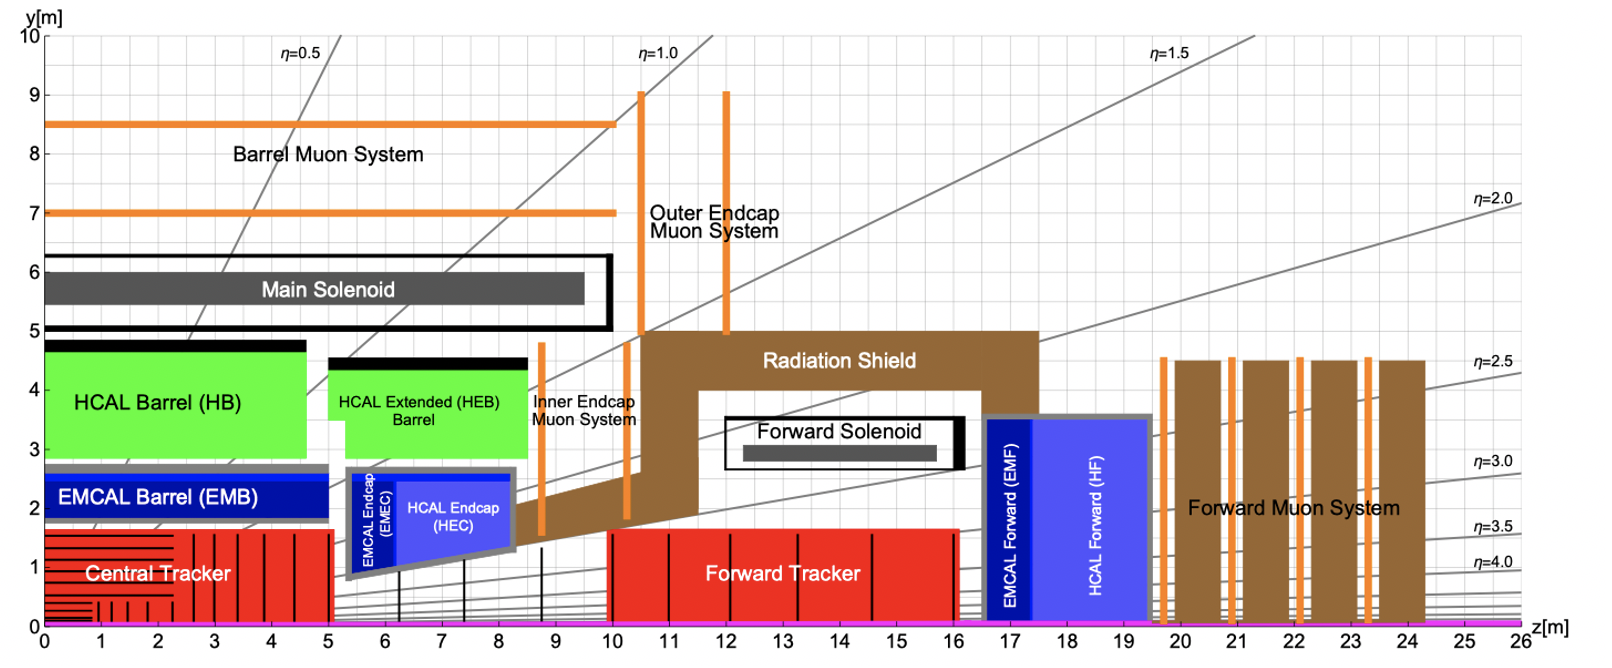 y[m]
10
η=0.5
η=1.0
η=1.5
9
8
Barrel Muon System
7
Outer Endcap
Muon System
η=2.0
6
Main Solenoid
5
Radiation Shield
η=2.5
4
HCAL Barrel (HB)
HCAL Extended (HEB)
Barrel
Inner Endcap
Muon System
Forward Solenoid
3
η=3.0
EMCAL Barrel (EMB)
EMCAL Endcap
(EMEC)
HCAL Endcap
(HEC)
EMCAL Forward (EMF)
HCAL Forward (HF)
Forward Muon System
2
η=3.5
1
Central Tracker
Forward Tracker
η=4.0
0
0 1 2 3 4 5 6 7 8 9 10 11 12 13 14 15 16 17 18 19 20 21 22 23 24 25 26
z[m]